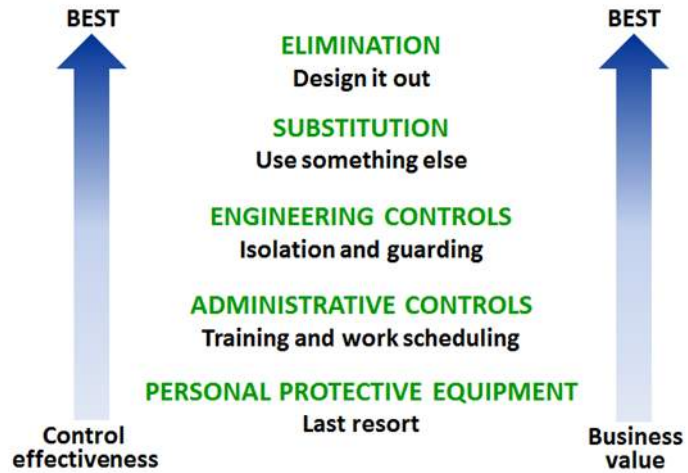 BEST
BEST
ELIMINATION
Design it out
SUBSTITUTION
Use something else
ENGINEERING CONTROLS
Isolation and guarding
ADMINISTRATIVE CONTROLS
Training and work scheduling
PERSONAL PROTECTIVE EQUIPMENT
Last resort
Control
effectiveness
Business
value